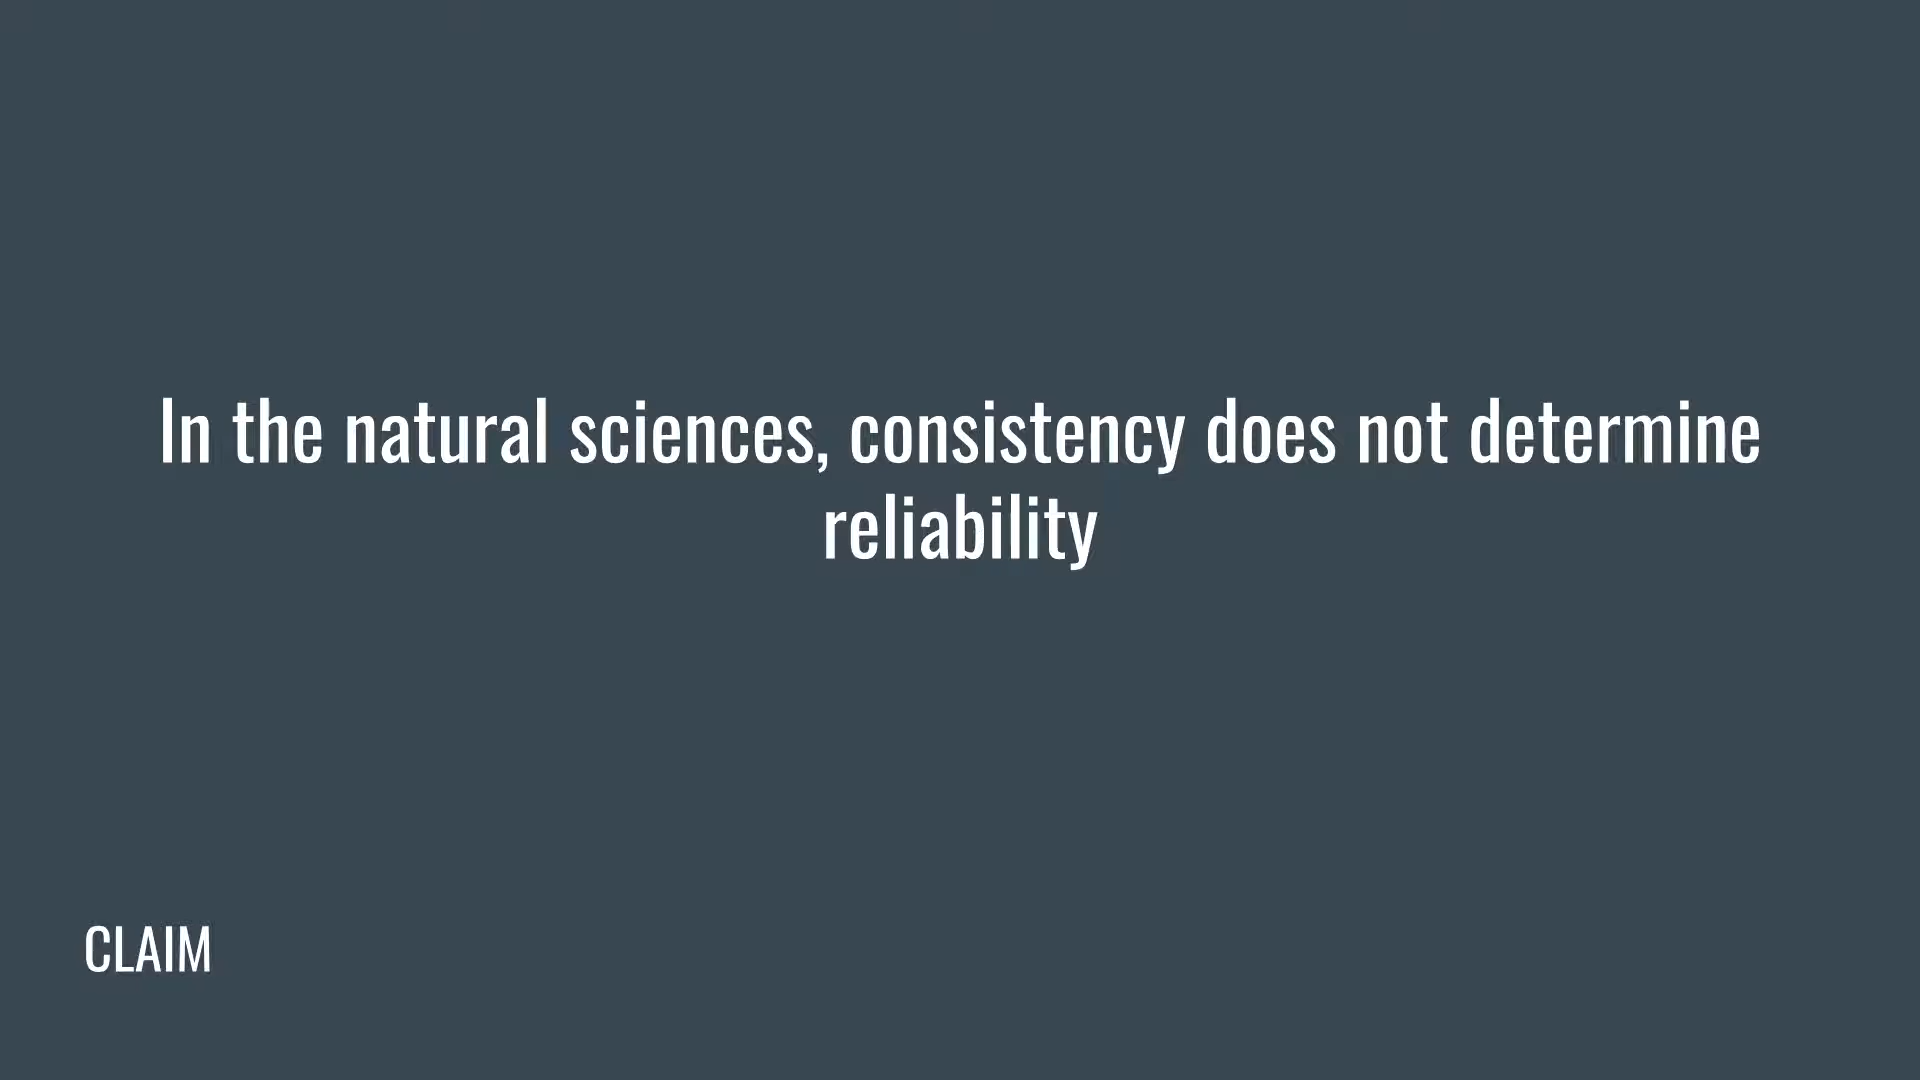 In the natural sciences, consistency does not determine
reliability
CLAIM